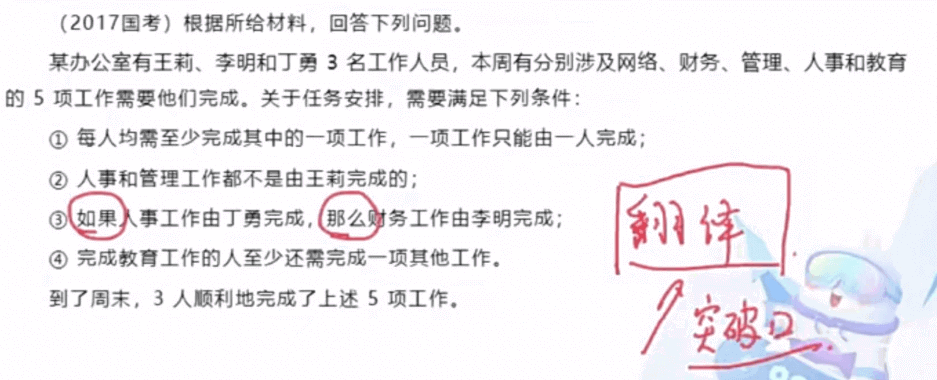 （2017国考）根据所给材料，回答下列问题。
某办公室有王莉、李明和丁勇 3 名工作人员，本周有分别涉及网络、财务、管理、人事和教育
的 5 项工作需要他们完成。关于任务安排，需要满足下列条件：
① 每人均需至少完成其中的一项工作，一项工作只能由一人完成；
② 人事和管理工作都不是由王莉完成的；
③ 如果人事工作由丁勇完成，那么财务工作由李明完成；
④ 完成教育工作的人至少还需完成一项其他工作。
到了周末，3 人顺利地完成了上述 5 项工作。
翻译
突破口